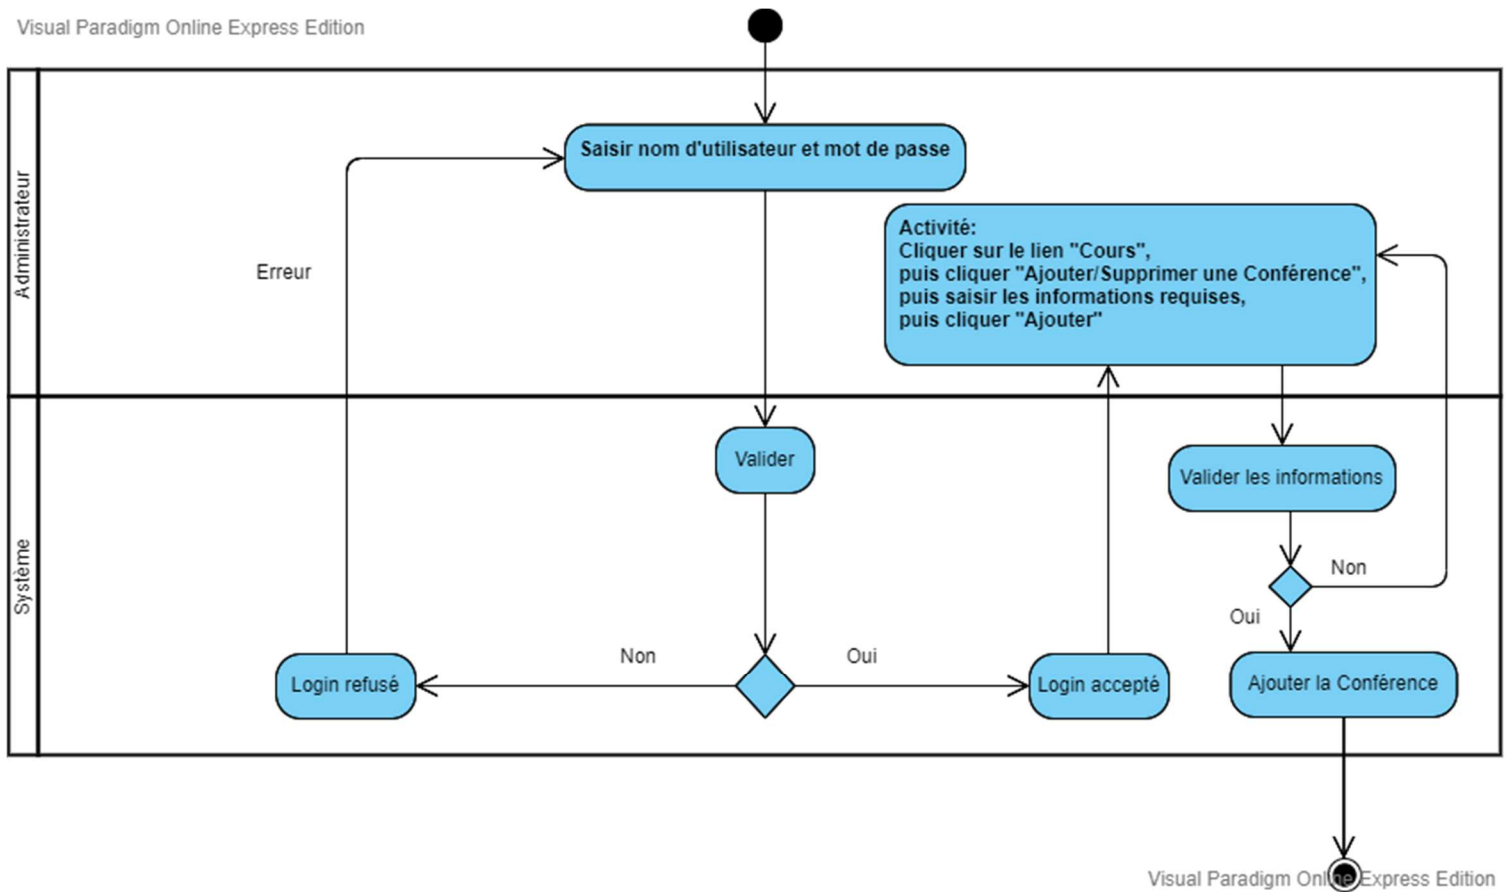 Visual Paradigm Online Express Edition
Administrateur
Saisir nom d'utilisateur et mot de passe
Activité:
Cliquer sur le lien "Cours",
puis cliquer "Ajouter/Supprimer une Conférence",
puis saisir les informations requises,
puis cliquer "Ajouter"
Erreur
Système
Valider
Valider les informations
Non
Oui
Non
Oui
Login refusé
Login accepté
Ajouter la Conférence
Visual Paradigm Online Express Edition